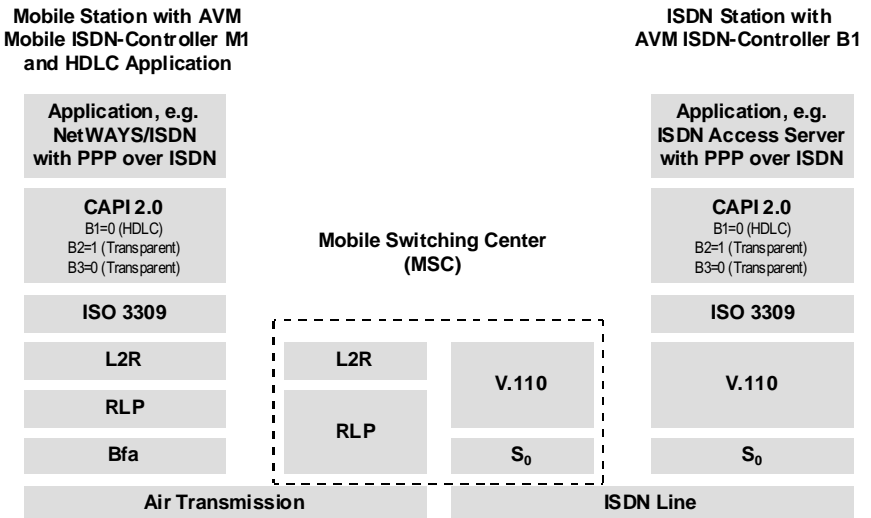 Mobile Station with AVM
Mobile ISDN-Controller M1
and HDLC Application
ISDN Station with
AVM ISDN-Controller B1
Application, e.g.
NetWAYS/ISDN
with PPP over ISDN
Application, e.g.
ISDN Access Server
with PPP over ISDN
CAPI 2.0
B1=0 (HDLC)
B2=1 (Transparent)
B3=0 (Transparent)
Mobile Switching Center
(MSC)
CAPI 2.0
B1=0 (HDLC)
B2=1 (Transparent)
B3=0 (Transparent)
ISO 3309
ISO 3309
L2R
L2R
V.110
V.110
RLP
RLP
Bfa
S₀
S₀
Air Transmission
ISDN Line